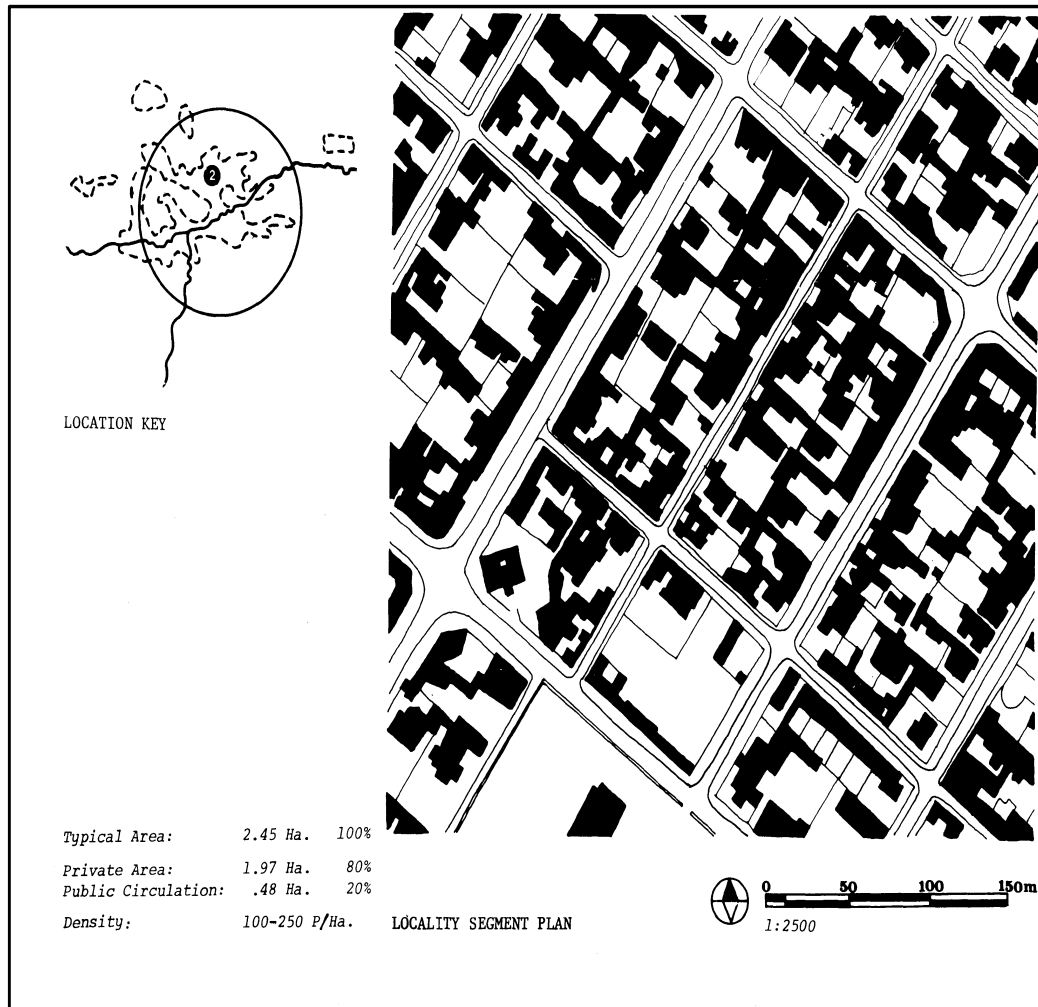 2
LOCATION KEY
Typical Area: 2.45 Ha. 100%
Private Area: 1.97 Ha. 80%
Public Circulation: .48 Ha. 20%
Density: 100-250 P/Ha.
LOCALITY SEGMENT PLAN
0 50 100 150m
1:2500